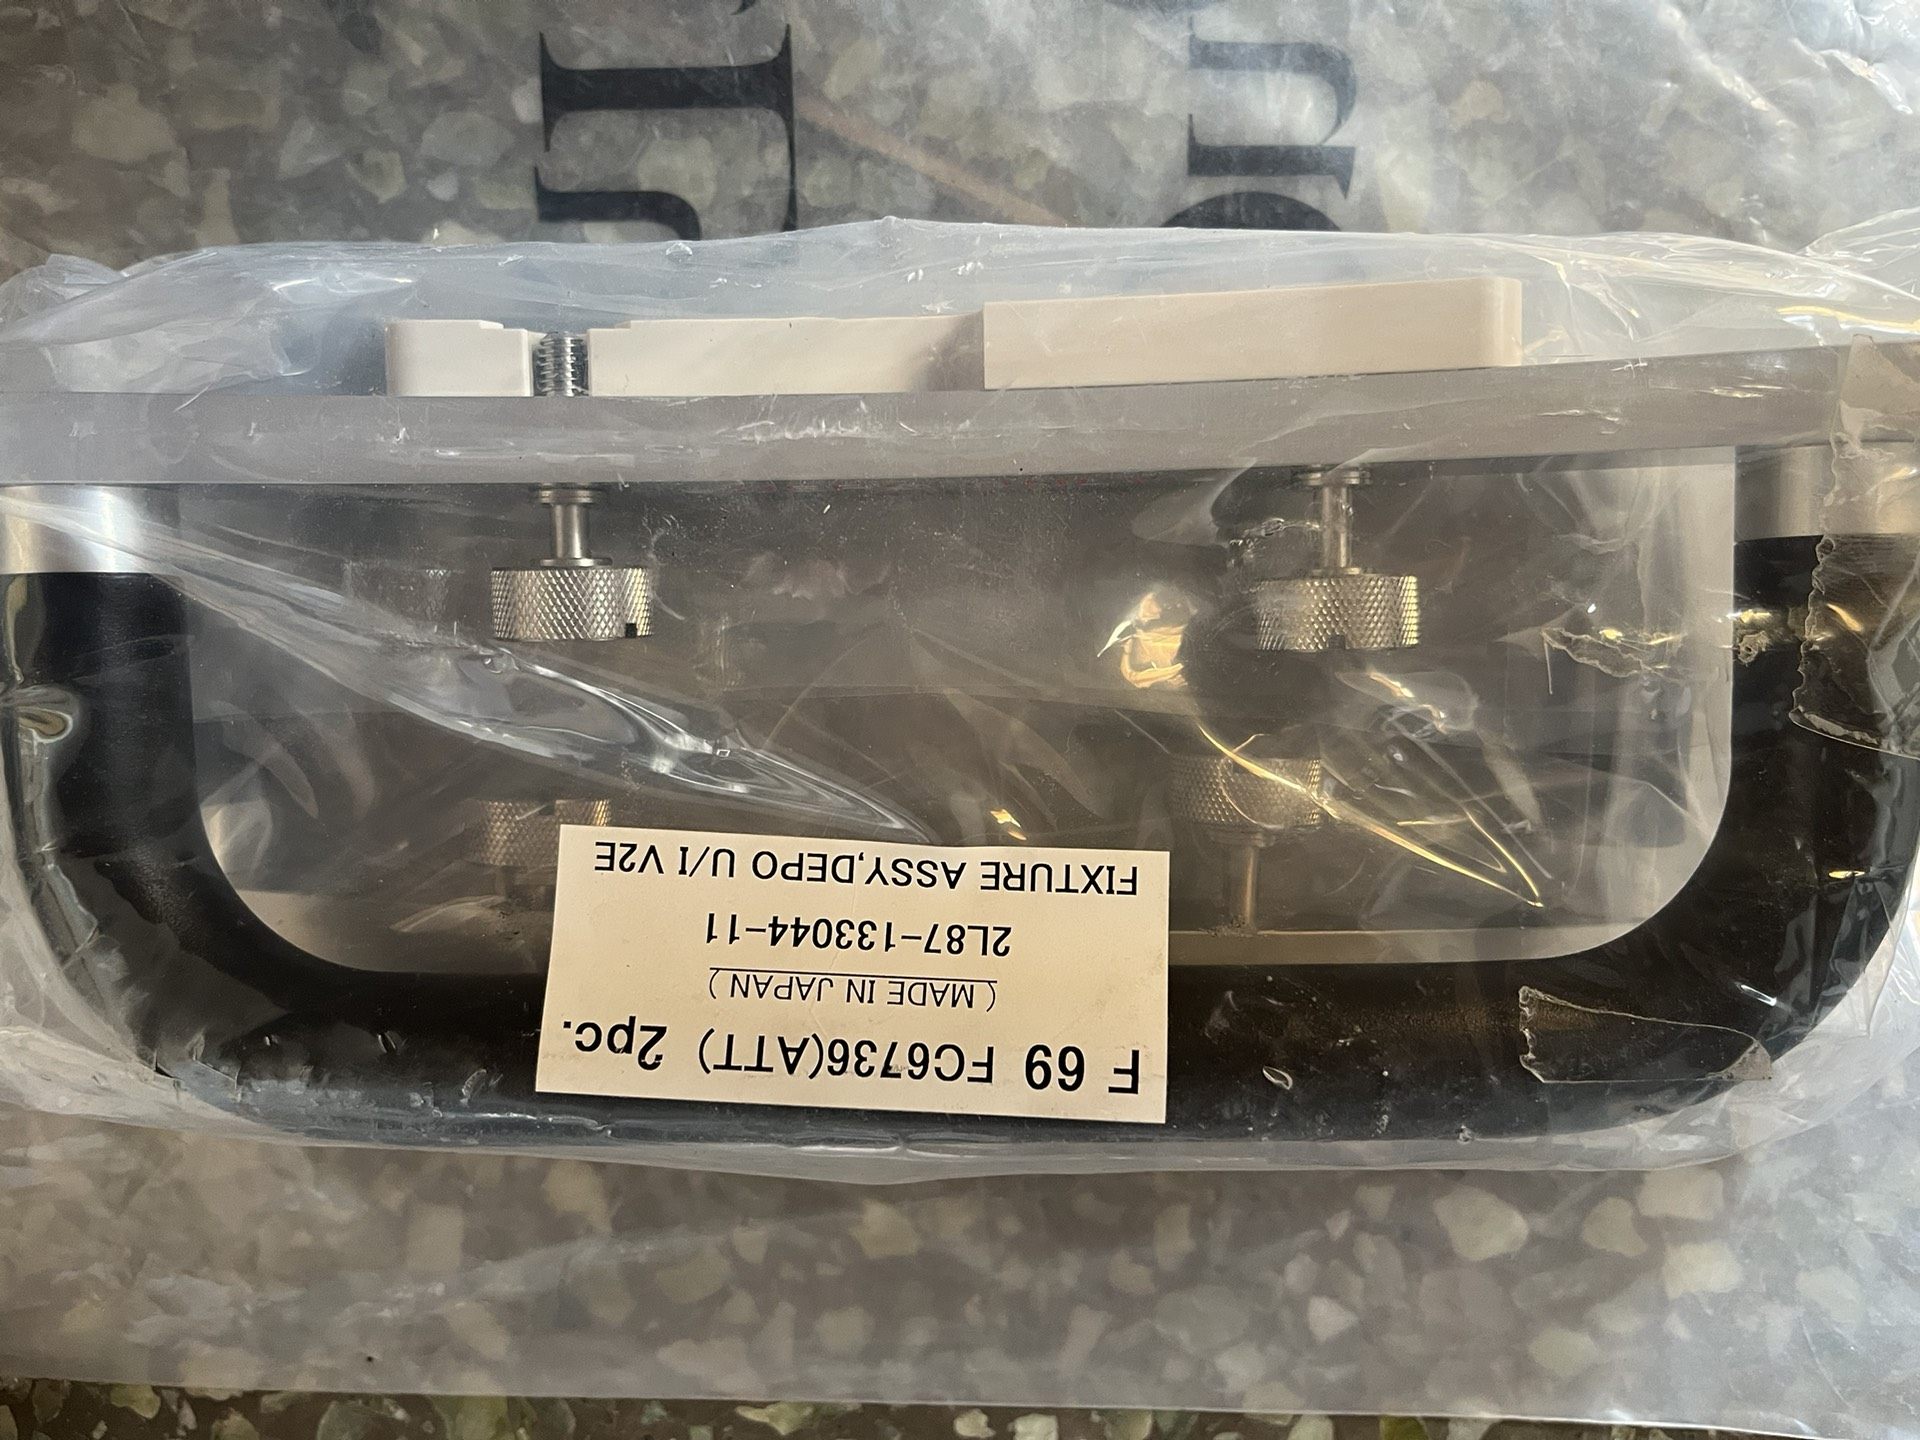 FIXTURE ASSY,DEPO U/I V2E
2L87-133044-11
( MADE IN JAPAN )
F 69 FC6736(ATT) 2pc.